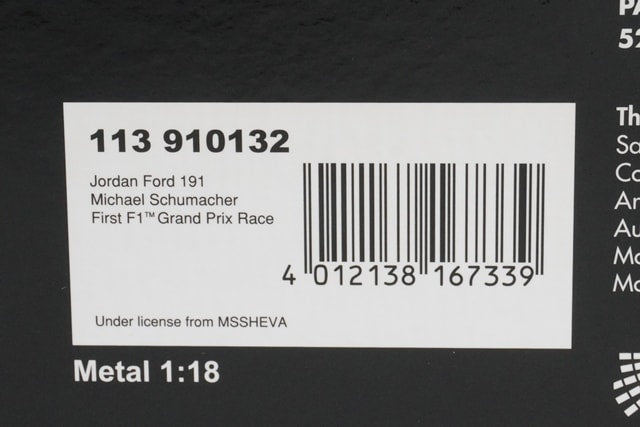 113 910132
Jordan Ford 191
Michael Schumacher
First F1™ Grand Prix Race
4 012138 167339
Under license from MSSHEVA
Metal 1:18